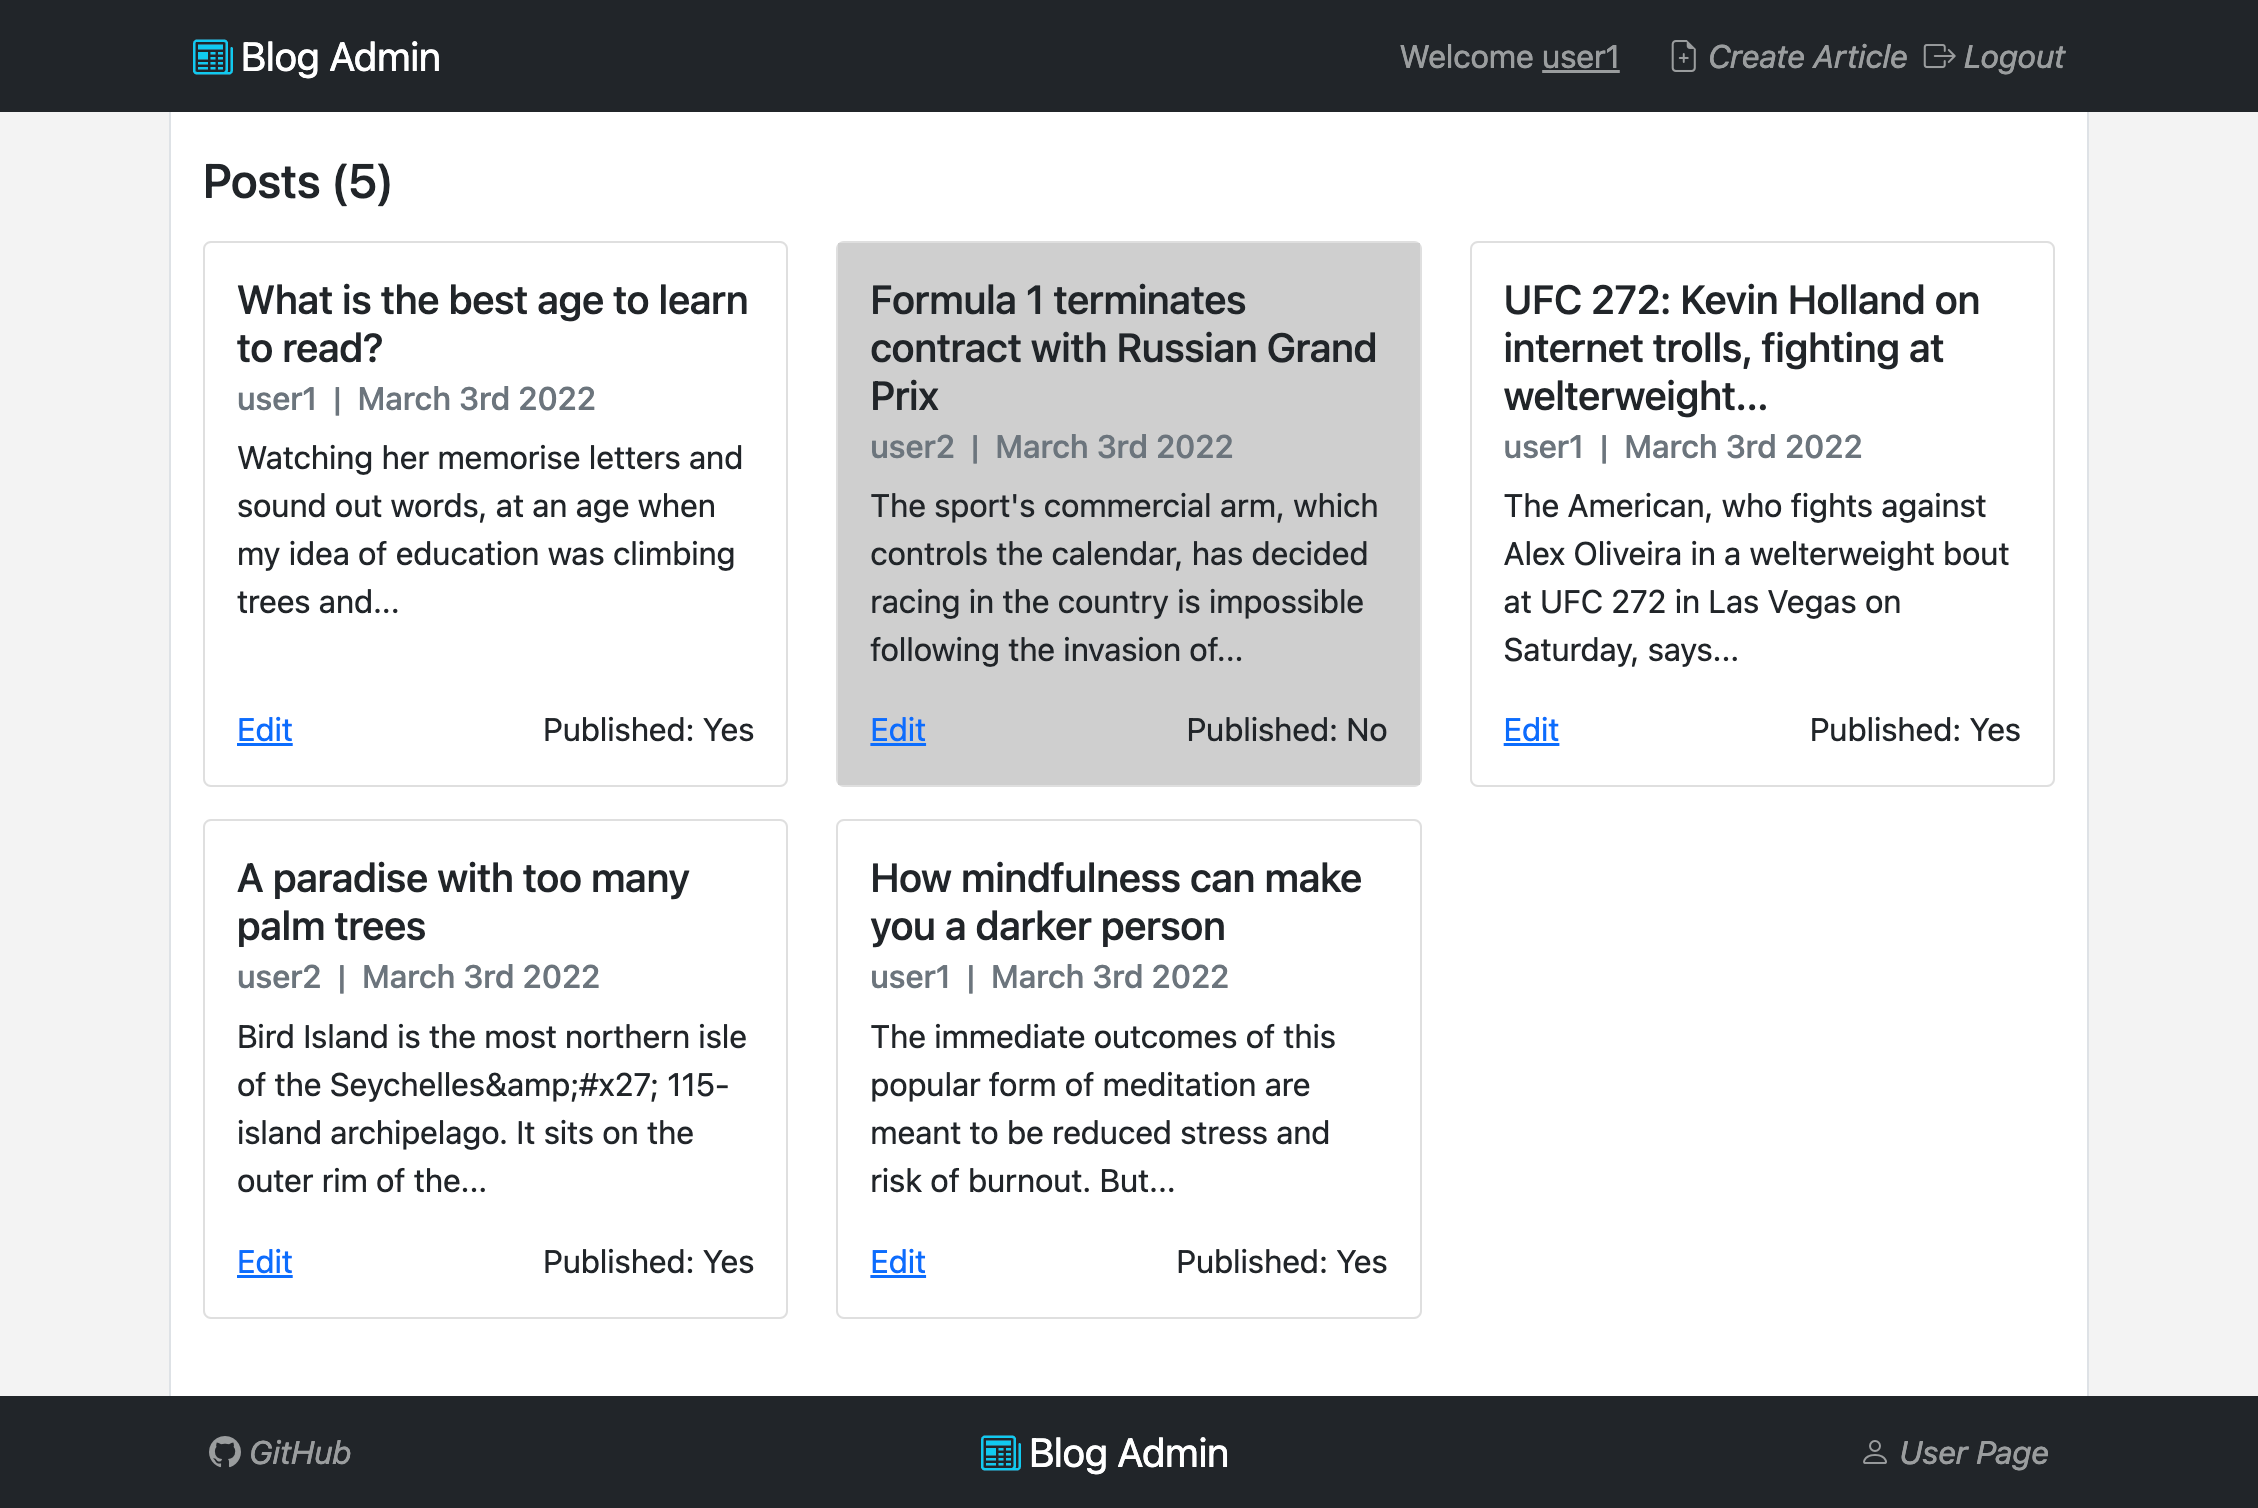 Blog Admin
Welcome user1 Create Article Logout
Posts (5)
What is the best age to learn
to read?
user1 | March 3rd 2022
Watching her memorise letters and
sound out words, at an age when
my idea of education was climbing
trees and...
Edit Published: Yes
Formula 1 terminates
contract with Russian Grand
Prix
user2 | March 3rd 2022
The sport's commercial arm, which
controls the calendar, has decided
racing in the country is impossible
following the invasion of...
Edit Published: No
UFC 272: Kevin Holland on
internet trolls, fighting at
welterweight...
user1 | March 3rd 2022
The American, who fights against
Alex Oliveira in a welterweight bout
at UFC 272 in Las Vegas on
Saturday, says...
Edit Published: Yes
A paradise with too many
palm trees
user2 | March 3rd 2022
Bird Island is the most northern isle
of the Seychelles&amp;#x27; 115-
island archipelago. It sits on the
outer rim of the...
Edit Published: Yes
How mindfulness can make
you a darker person
user1 | March 3rd 2022
The immediate outcomes of this
popular form of meditation are
meant to be reduced stress and
risk of burnout. But...
Edit Published: Yes
GitHub
Blog Admin
User Page